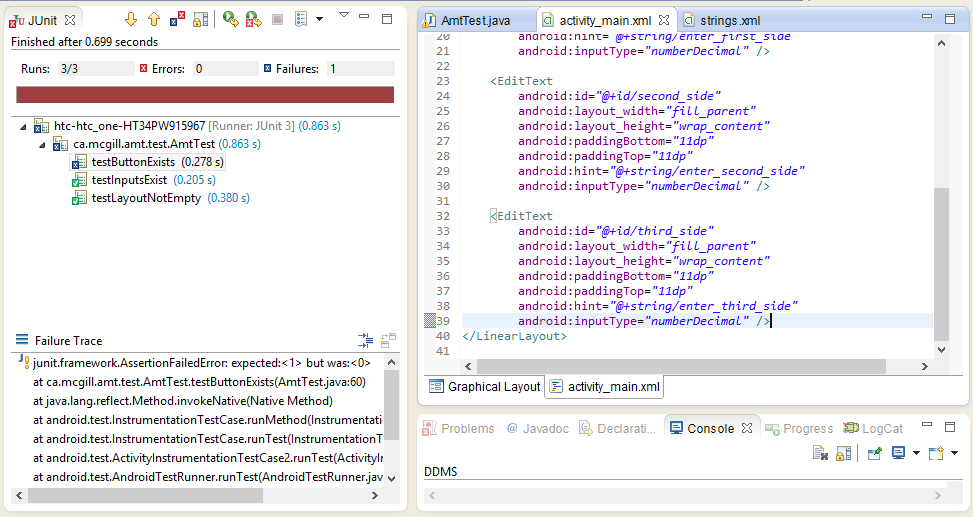 JUnit
Finished after 0.699 seconds
Runs: 3/3 Errors: 0 Failures: 1
htc-htc_one-HT34PW915967 [Runner: JUnit 3] (0.863 s)
ca.mcgill.amt.test.AmtTest (0.863 s)
testButtonExists (0.278 s)
testInputsExist (0.205 s)
testLayoutNotEmpty (0.380 s)
Failure Trace
junit.framework.AssertionFailedError: expected:<1> but was:<0>
at ca.mcgill.amt.test.AmtTest.testButtonExists(AmtTest.java:60)
at java.lang.reflect.Method.invokeNative(Native Method)
at android.test.InstrumentationTestCase.runMethod(Instrumentati
at android.test.InstrumentationTestCase.runTest(InstrumentationT
at android.test.ActivityInstrumentationTestCase2.runTest(ActivityIn
at android.test.AndroidTestRunner.runTest(AndroidTestRunner.jav
AmtTest.java activity_main.xml strings.xml
20 android:hint="@+string/enter_first_side"
21 android:inputType="numberDecimal" />
22
23 <EditText
24 android:id="@+id/second_side"
25 android:layout_width="fill_parent"
26 android:layout_height="wrap_content"
27 android:paddingBottom="11dp"
28 android:paddingTop="11dp"
29 android:hint="@+string/enter_second_side"
30 android:inputType="numberDecimal" />
31
32 <EditText
33 android:id="@+id/third_side"
34 android:layout_width="fill_parent"
35 android:layout_height="wrap_content"
36 android:paddingBottom="11dp"
37 android:paddingTop="11dp"
38 android:hint="@+string/enter_third_side"
39 android:inputType="numberDecimal" />
40 </LinearLayout>
41
Graphical Layout activity_main.xml
Problems @ Javadoc Declarati... Console Progress LogCat
DDMS